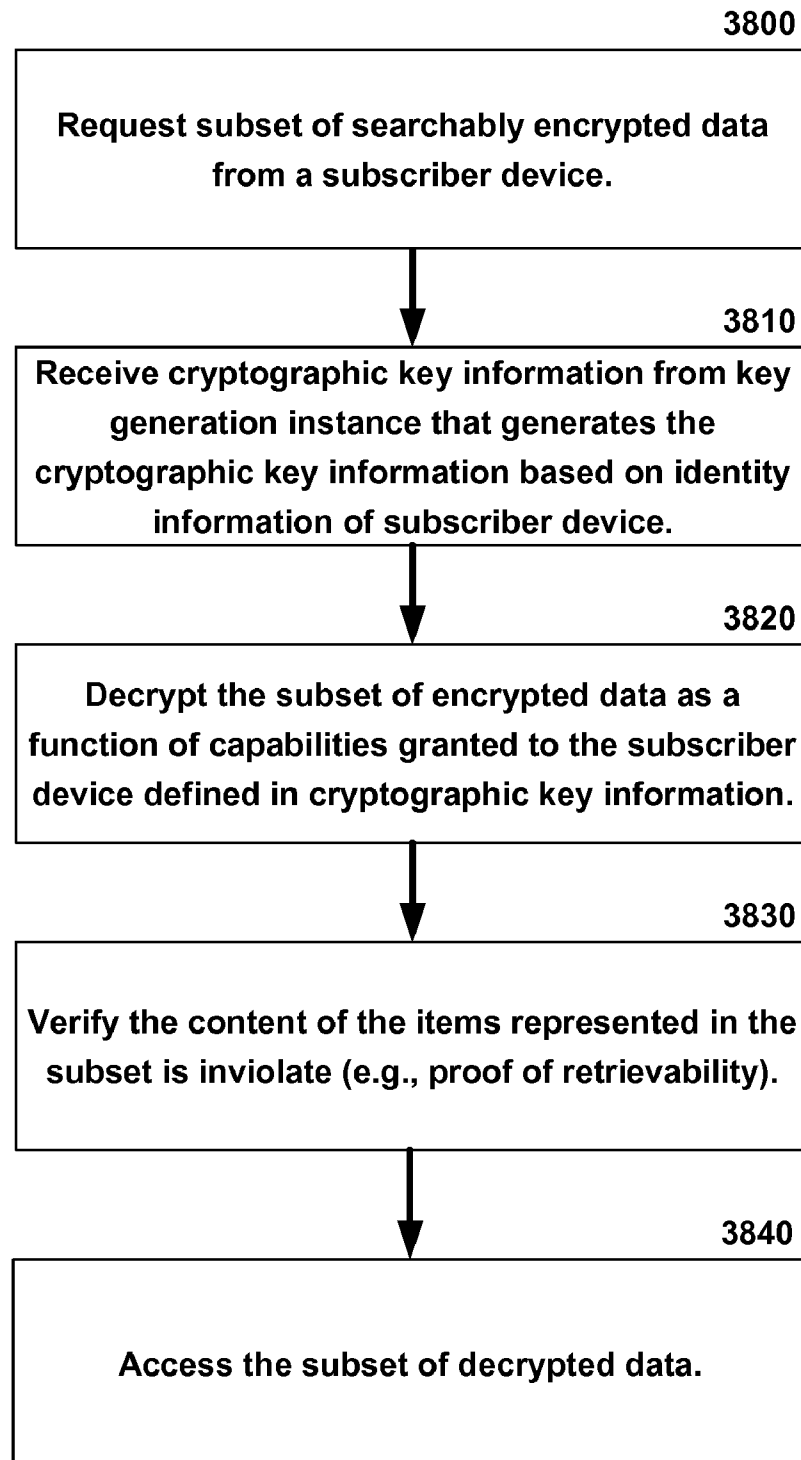 3800
Request subset of searchably encrypted data
from a subscriber device.
3810
Receive cryptographic key information from key
generation instance that generates the
cryptographic key information based on identity
information of subscriber device.
3820
Decrypt the subset of encrypted data as a
function of capabilities granted to the subscriber
device defined in cryptographic key information.
3830
Verify the content of the items represented in the
subset is inviolate (e.g., proof of retrievability).
3840
Access the subset of decrypted data.